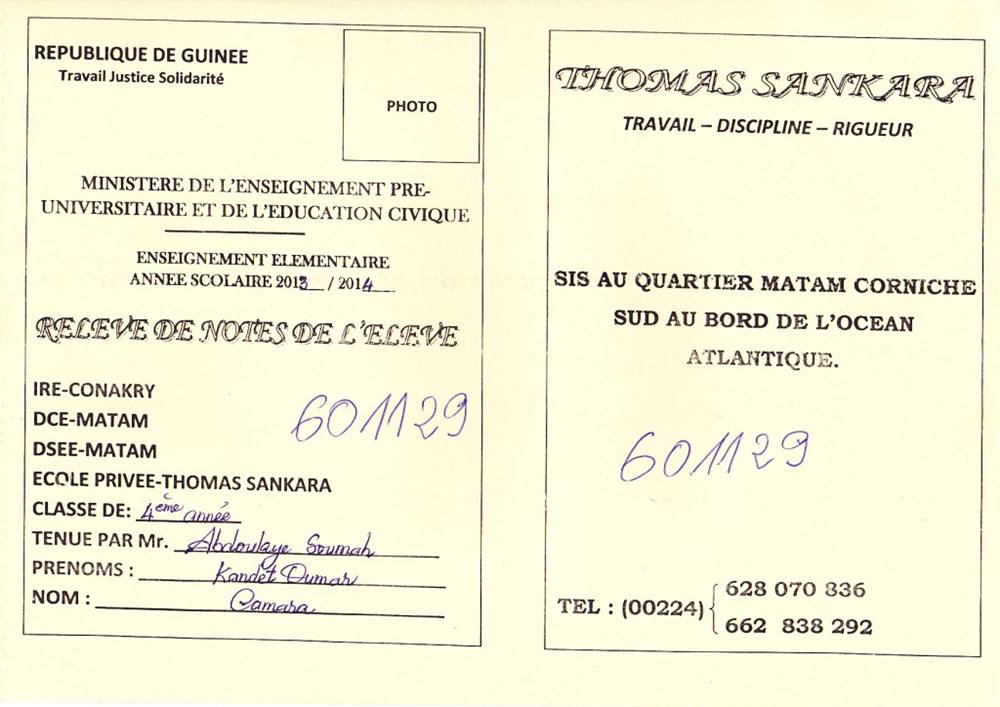 REPUBLIQUE DE GUINEE
Travail Justice Solidarité
PHOTO
MINISTERE DE L'ENSEIGNEMENT PRE-
UNIVERSITAIRE ET DE L'EDUCATION CIVIQUE
ENSEIGNEMENT ELEMENTAIRE
ANNEE SCOLAIRE 2013 / 2014
RELEVE DE NOTES DE L'ELEVE
IRE-CONAKRY
601129
DCE-MATAM
DSEE-MATAM
ECOLE PRIVEE-THOMAS SANKARA
CLASSE DE: 4ème année
TENUE PAR Mr. Abdoulaye Soumah
PRENOMS : Kandet Oumar
NOM : Camara
THOMAS SANKARA
TRAVAIL – DISCIPLINE – RIGUEUR
SIS AU QUARTIER MATAM CORNICHE
SUD AU BORD DE L'OCEAN
ATLANTIQUE.
601129
TEL : (00224)
628 070 836
662 838 292